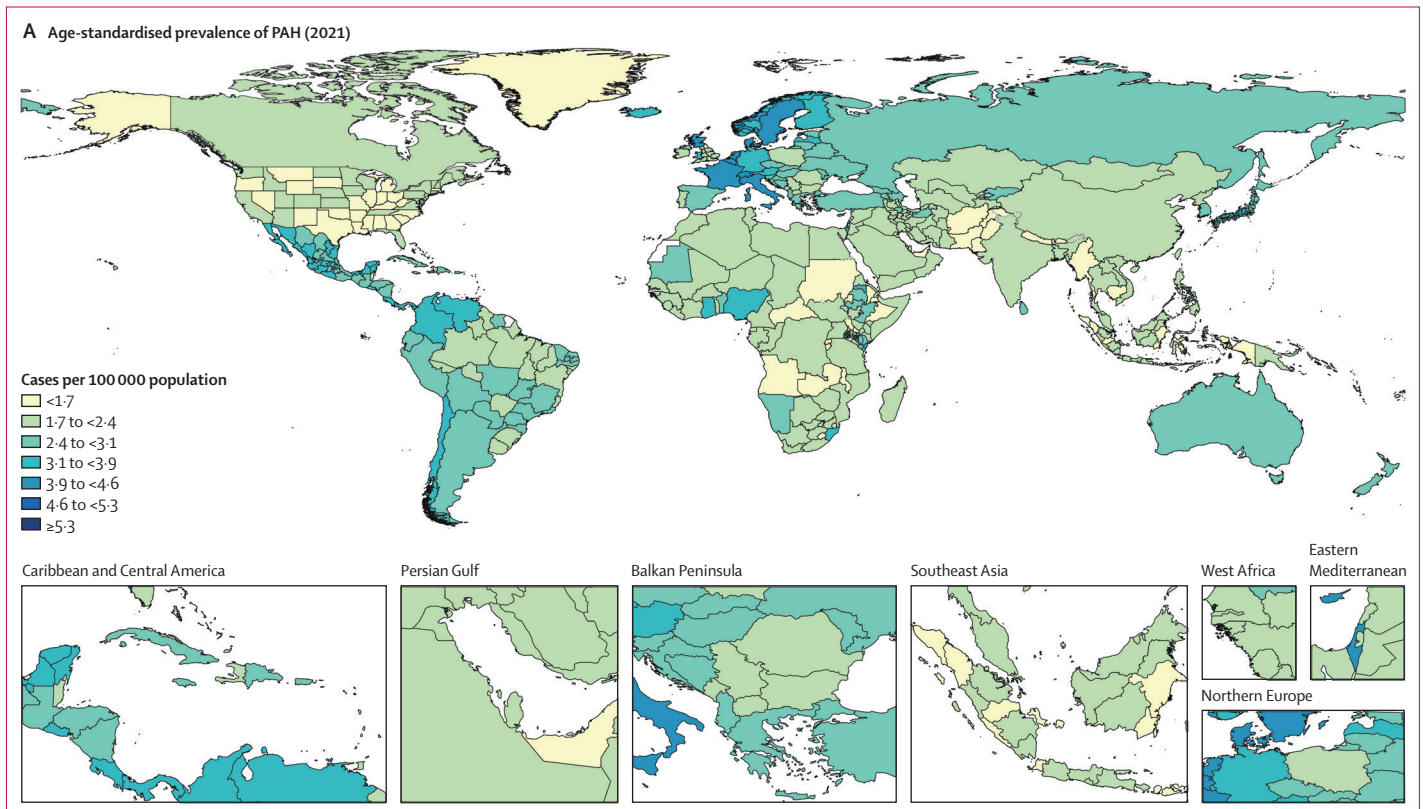 A Age-standardised prevalence of PAH (2021)
Cases per 100 000 population
<1·7
1·7 to <2·4
2·4 to <3·1
3·1 to <3·9
3·9 to <4·6
4·6 to <5·3
≥5·3
Caribbean and Central America
Persian Gulf
Balkan Peninsula
Southeast Asia
West Africa
Eastern
Mediterranean
Northern Europe